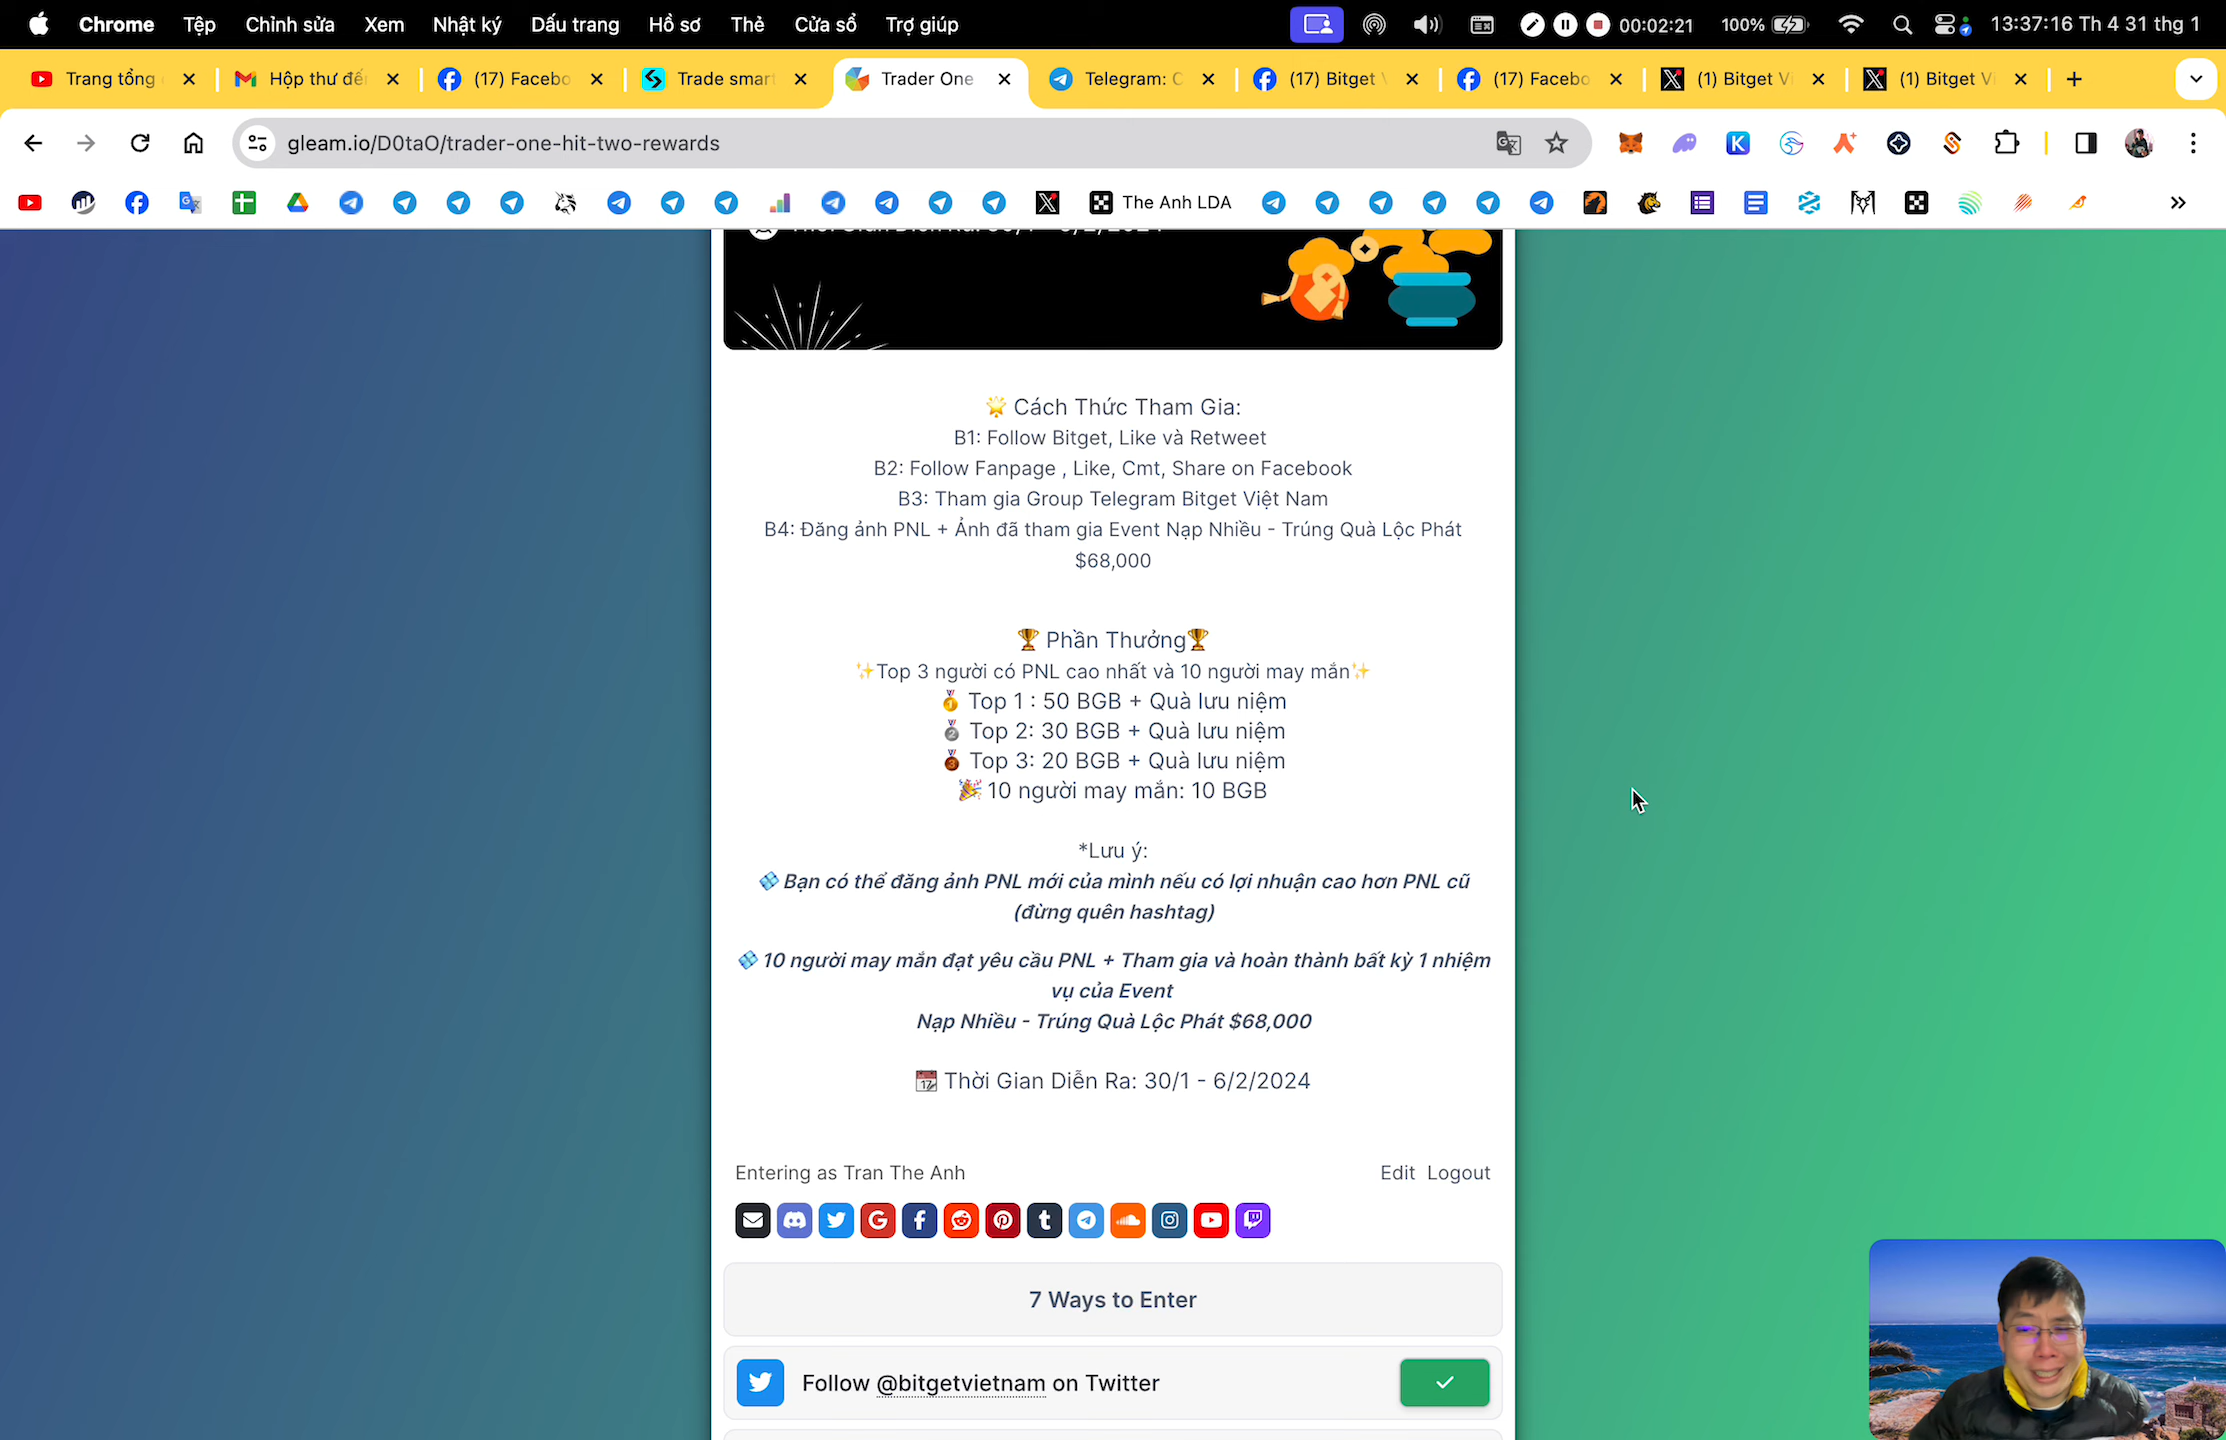 Chrome Tệp Chỉnh sửa Xem Nhật ký Dấu trang Hồ sơ Thẻ Cửa sổ Trợ giúp 00:02:21 100% 13:37:16 Th 4 31 thg 1
Trang tổng Hộp thư đế (17) Facebo Trade smar Trader One Telegram: C (17) Bitget V (17) Facebo (1) Bitget Vi (1) Bitget Vi
gleam.io/D0taO/trader-one-hit-two-rewards
The Anh LDA
🌟 Cách Thức Tham Gia:
B1: Follow Bitget, Like và Retweet
B2: Follow Fanpage , Like, Cmt, Share on Facebook
B3: Tham gia Group Telegram Bitget Việt Nam
B4: Đăng ảnh PNL + Ảnh đã tham gia Event Nạp Nhiều - Trúng Quà Lộc Phát
$68,000
🏆 Phần Thưởng🏆
✨Top 3 người có PNL cao nhất và 10 người may mắn✨
🥇 Top 1 : 50 BGB + Quà lưu niệm
🥈 Top 2: 30 BGB + Quà lưu niệm
🥉 Top 3: 20 BGB + Quà lưu niệm
🎉 10 người may mắn: 10 BGB
*Lưu ý:
💠 Bạn có thể đăng ảnh PNL mới của mình nếu có lợi nhuận cao hơn PNL cũ
(đừng quên hashtag)
💠 10 người may mắn đạt yêu cầu PNL + Tham gia và hoàn thành bất kỳ 1 nhiệm
vụ của Event
Nạp Nhiều - Trúng Quà Lộc Phát $68,000
📆 Thời Gian Diễn Ra: 30/1 - 6/2/2024
Entering as Tran The Anh Edit Logout
7 Ways to Enter
Follow @bitgetvietnam on Twitter